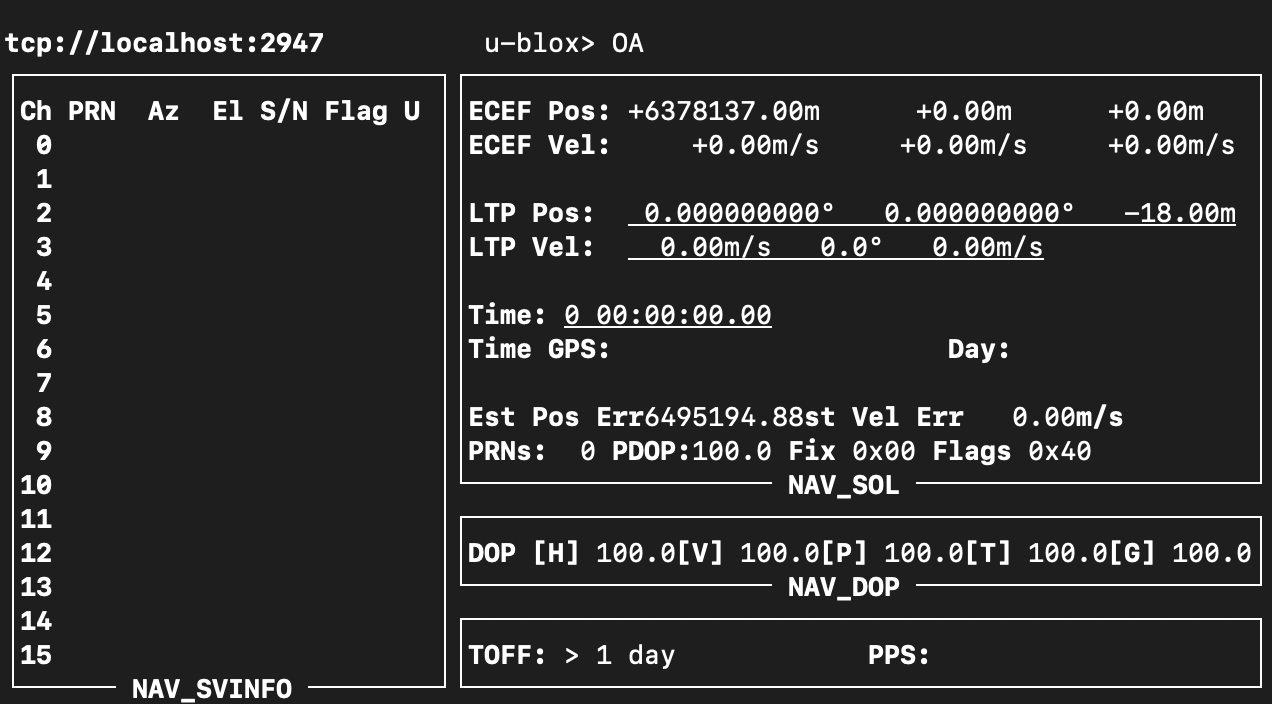 tcp://localhost:2947 u-blox> OA
Ch PRN Az El S/N Flag U
0
1
2
3
4
5
6
7
8
9
10
11
12
13
14
15
NAV_SVINFO
ECEF Pos: +6378137.00m +0.00m +0.00m
ECEF Vel: +0.00m/s +0.00m/s +0.00m/s
LTP Pos: 0.000000000° 0.000000000° -18.00m
LTP Vel: 0.00m/s 0.0° 0.00m/s
Time: 0 00:00:00.00
Time GPS: Day:
Est Pos Err6495194.88st Vel Err 0.00m/s
PRNs: 0 PDOP:100.0 Fix 0x00 Flags 0x40
NAV_SOL
DOP [H] 100.0[V] 100.0[P] 100.0[T] 100.0[G] 100.0
NAV_DOP
TOFF: > 1 day PPS: